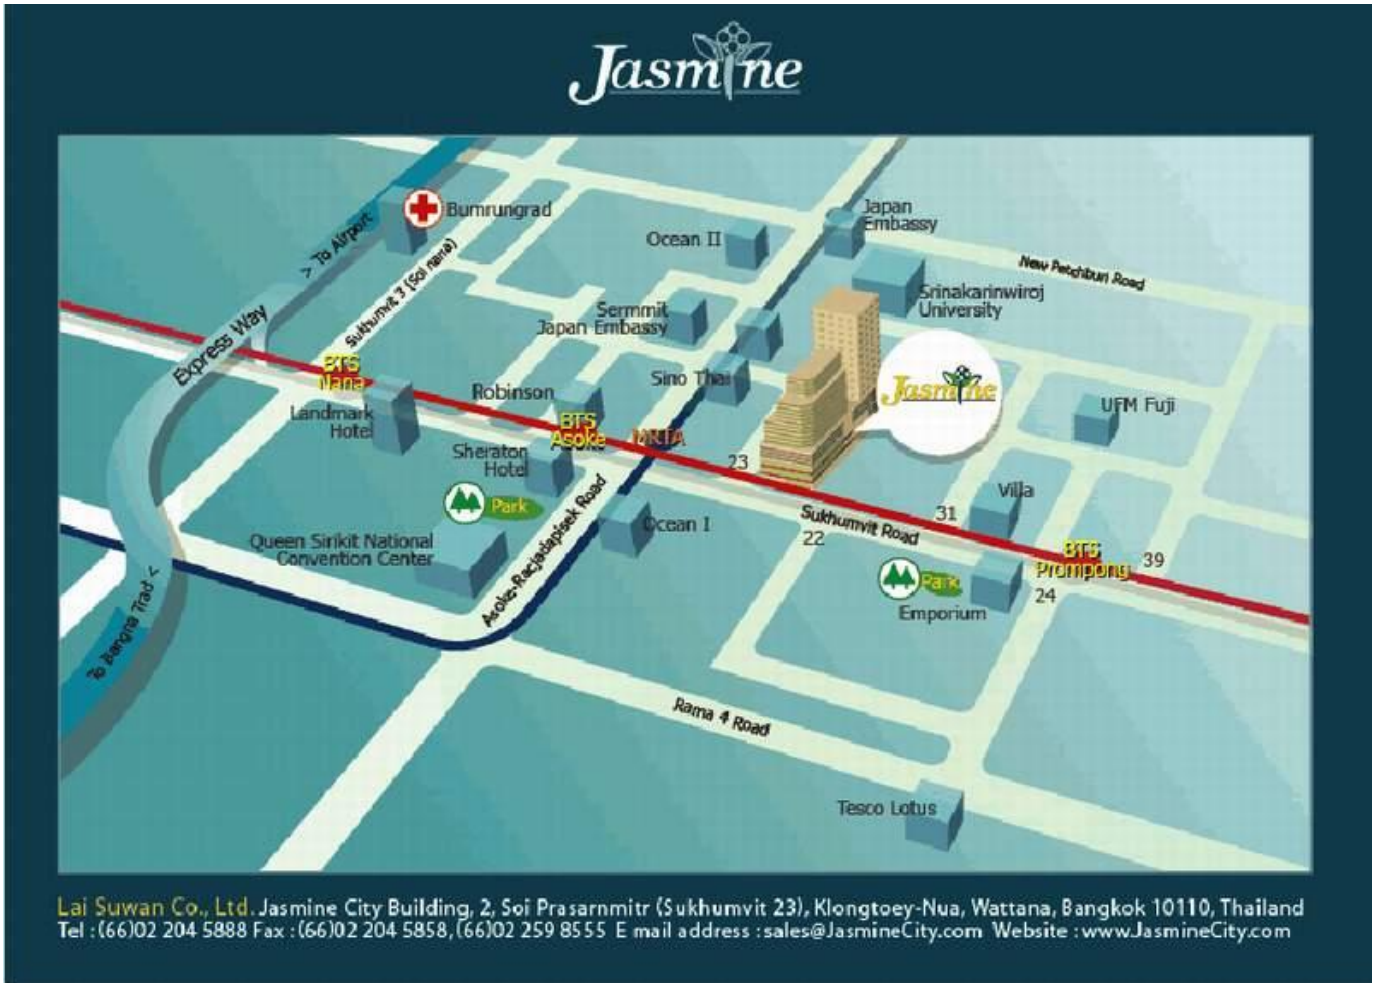 Jasmine
Bumrungrad
Japan
Embassy
> To Airport
Ocean II
Sukhumvit 3 (Soi nana)
New Petchburi Road
Srinakarinwiroj
University
Sermmit
Japan Embassy
Express Way
BTS
Nana
Sino Thai
Jasmine
Robinson
Landmark
Hotel
UFM Fuji
BTS
Asoke
Asoke
MRTA
Sheraton
Hotel
23
Villa
Park
Sukhumvit Road
31
Ocean I
22
Queen Sirikit National
Convention Center
Asoke-Racjadapisek Road
BTS
Prompong
39
Park
Emporium
24
To Bangna Trad <
Rama 4 Road
Tesco Lotus
Lai Suwan Co., Ltd. Jasmine City Building, 2, Soi Prasarnmitr (Sukhumvit 23), Klongtoey-Nua, Wattana, Bangkok 10110, Thailand
Tel :(66)02 204 5888 Fax :(66)02 204 5858,(66)02 259 8555 E mail address :sales@JasmineCity.com Website :www.JasmineCity.com